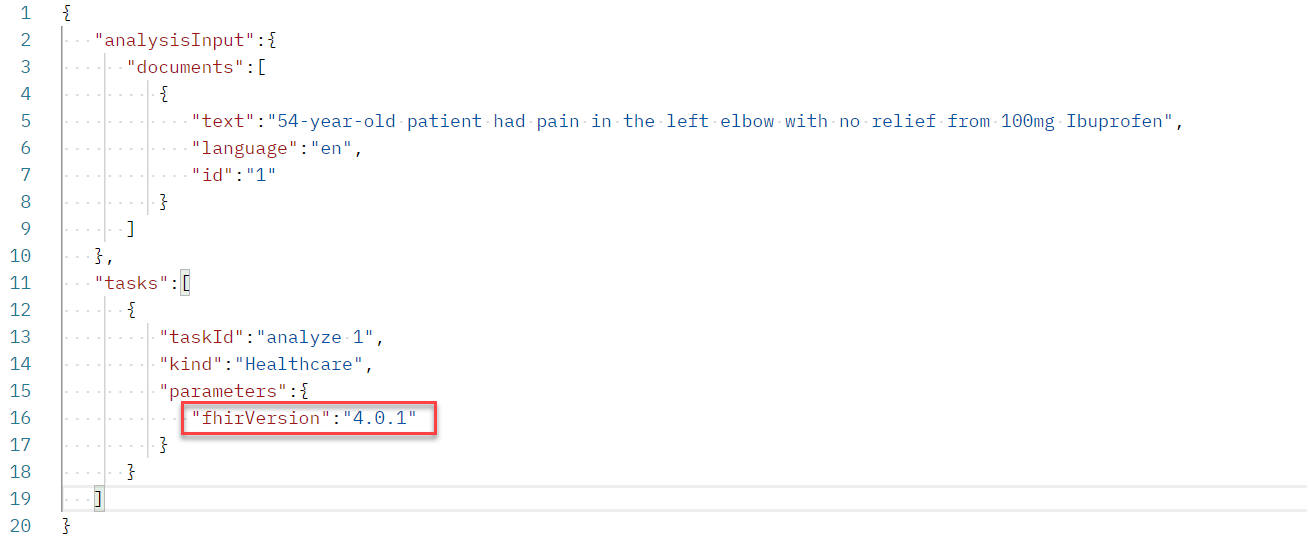 1 {
2 "analysisInput":{
3 "documents":[
4 {
5 "text":"54-year-old patient had pain in the left elbow with no relief from 100mg Ibuprofen",
6 "language":"en",
7 "id":"1"
8 }
9 ]
10 },
11 "tasks":[
12 {
13 "taskId":"analyze 1",
14 "kind":"Healthcare",
15 "parameters":{
16 "fhirVersion":"4.0.1"
17 }
18 }
19 ]
20 }